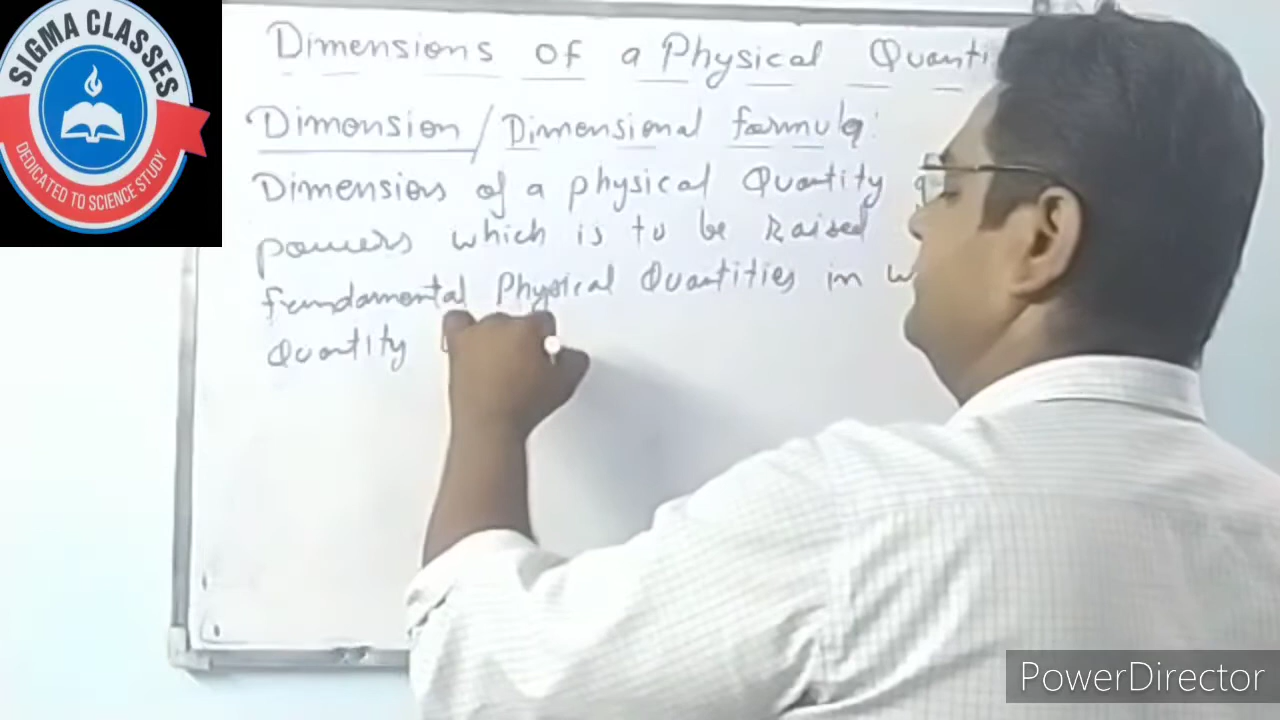 SIGMA CLASSES
DEDICATED TO SCIENCE STUDY
Dimensions of a Physical Quanti
Dimension / Dimensional formula:
Dimensions of a physical Quantity
powers which is to be Raised
fundamental Physical Quantities in w
Quantity
PowerDirector